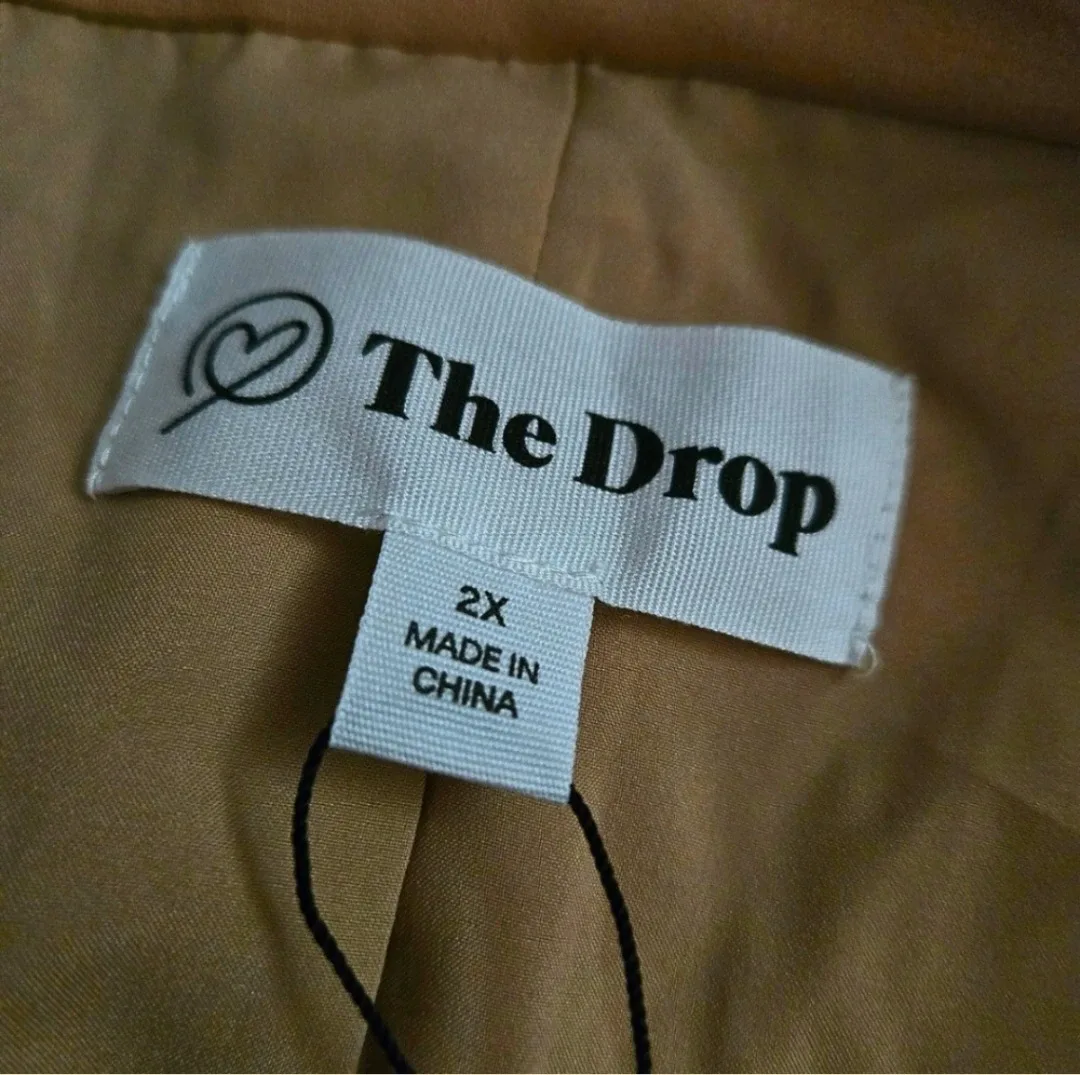 The Drop
2X
MADE IN
CHINA